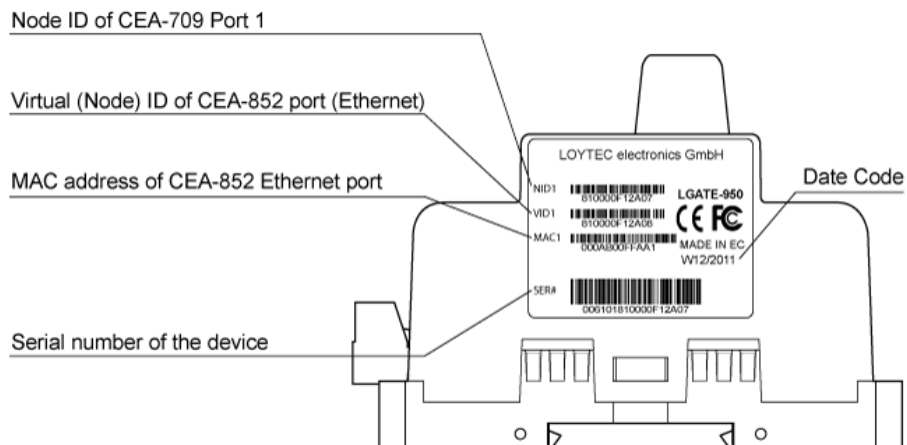 Node ID of CEA-709 Port 1
Virtual (Node) ID of CEA-852 port (Ethernet)
MAC address of CEA-852 Ethernet port
Serial number of the device
Date Code
LOYTEC electronics GmbH
NID1
810000F12A07
LGATE-950
VID1
810000F12A08
CE FC
MAC1
000AB00FFAA1
MADE IN EC
W12/2011
SER#
006101810000F12A07